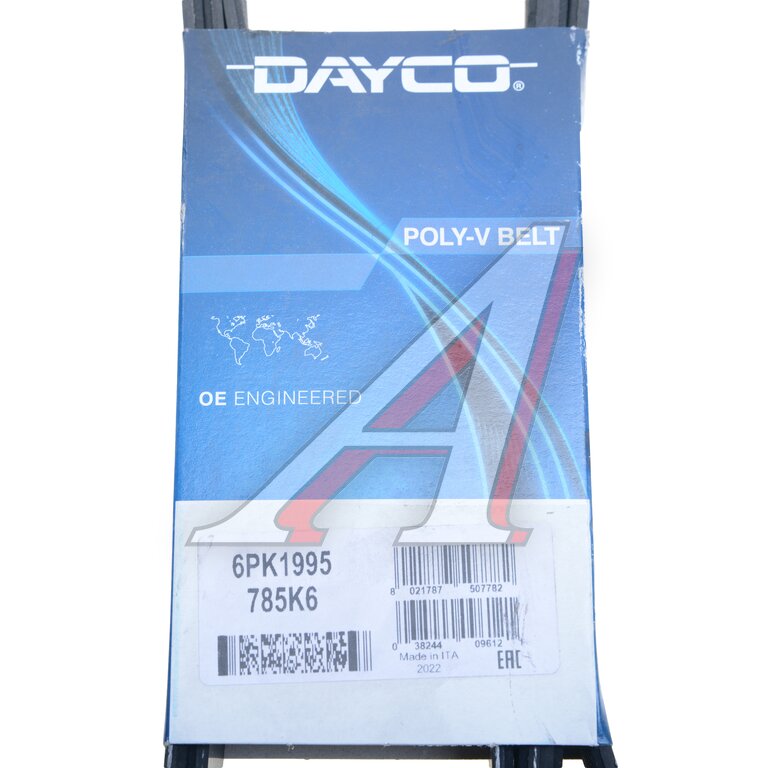 DAYCO®
POLY-V BELT
OE ENGINEERED
6PK1995
785K6
8 021787 507782
0 38244 09612
Made in ITA
2022
EAC